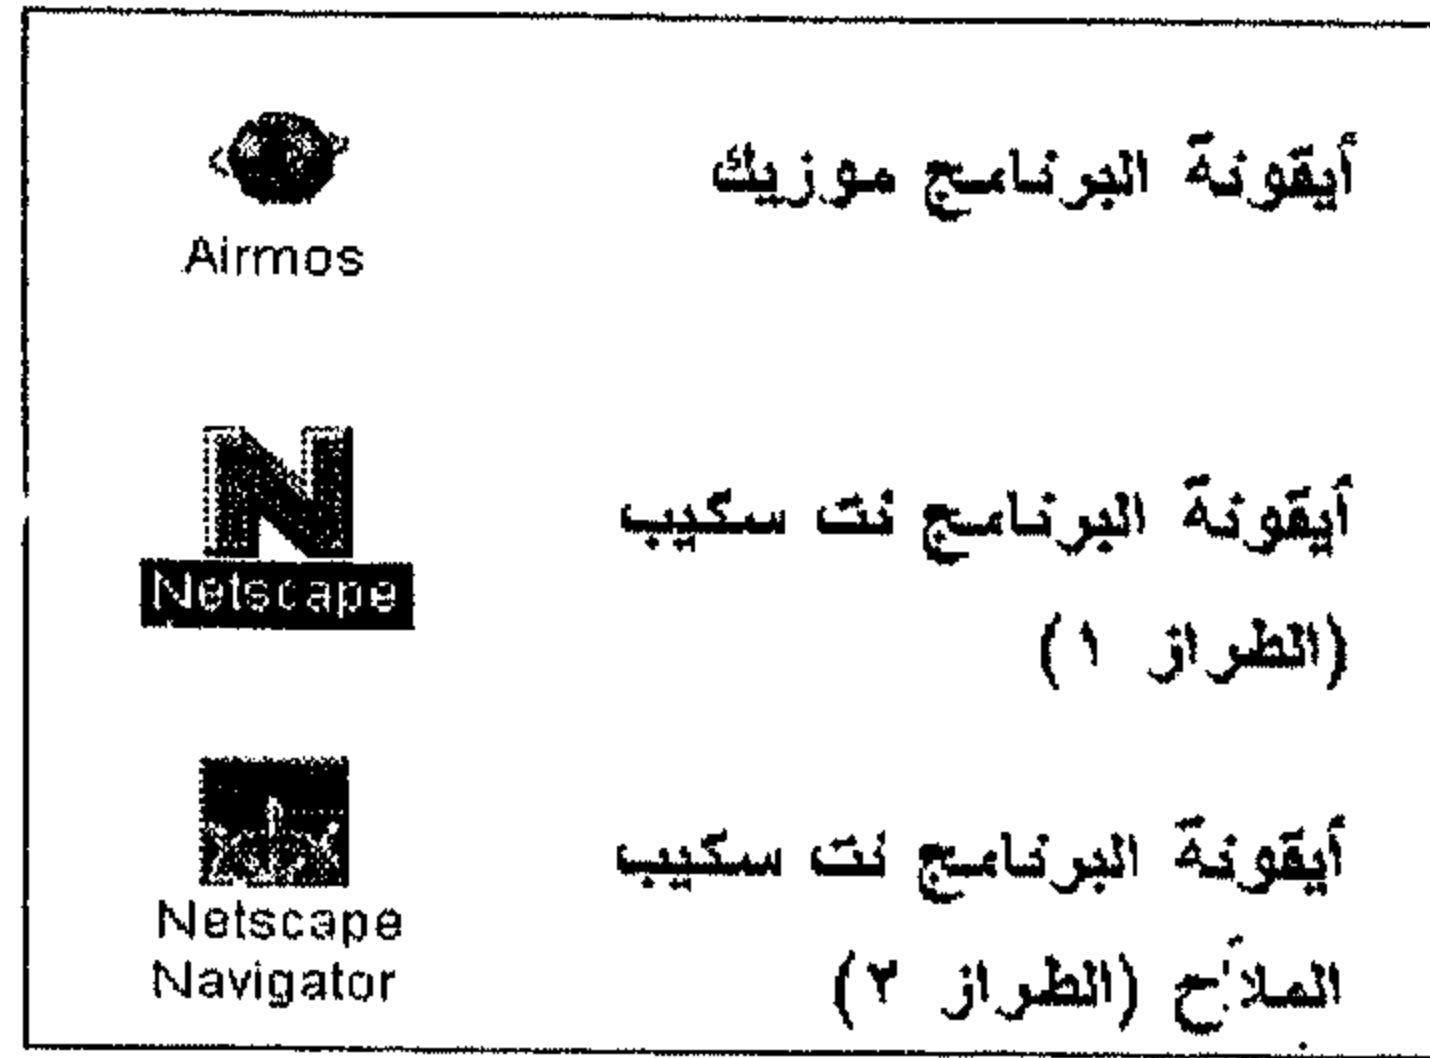 أيقونة البرنامج موزيك
Airmos
أيقونة البرنامج نت سكيب
(الطراز ١)
Netscape
أيقونة البرنامج نت سكيب
الملاّح (الطراز ٢)
Netscape
Navigator